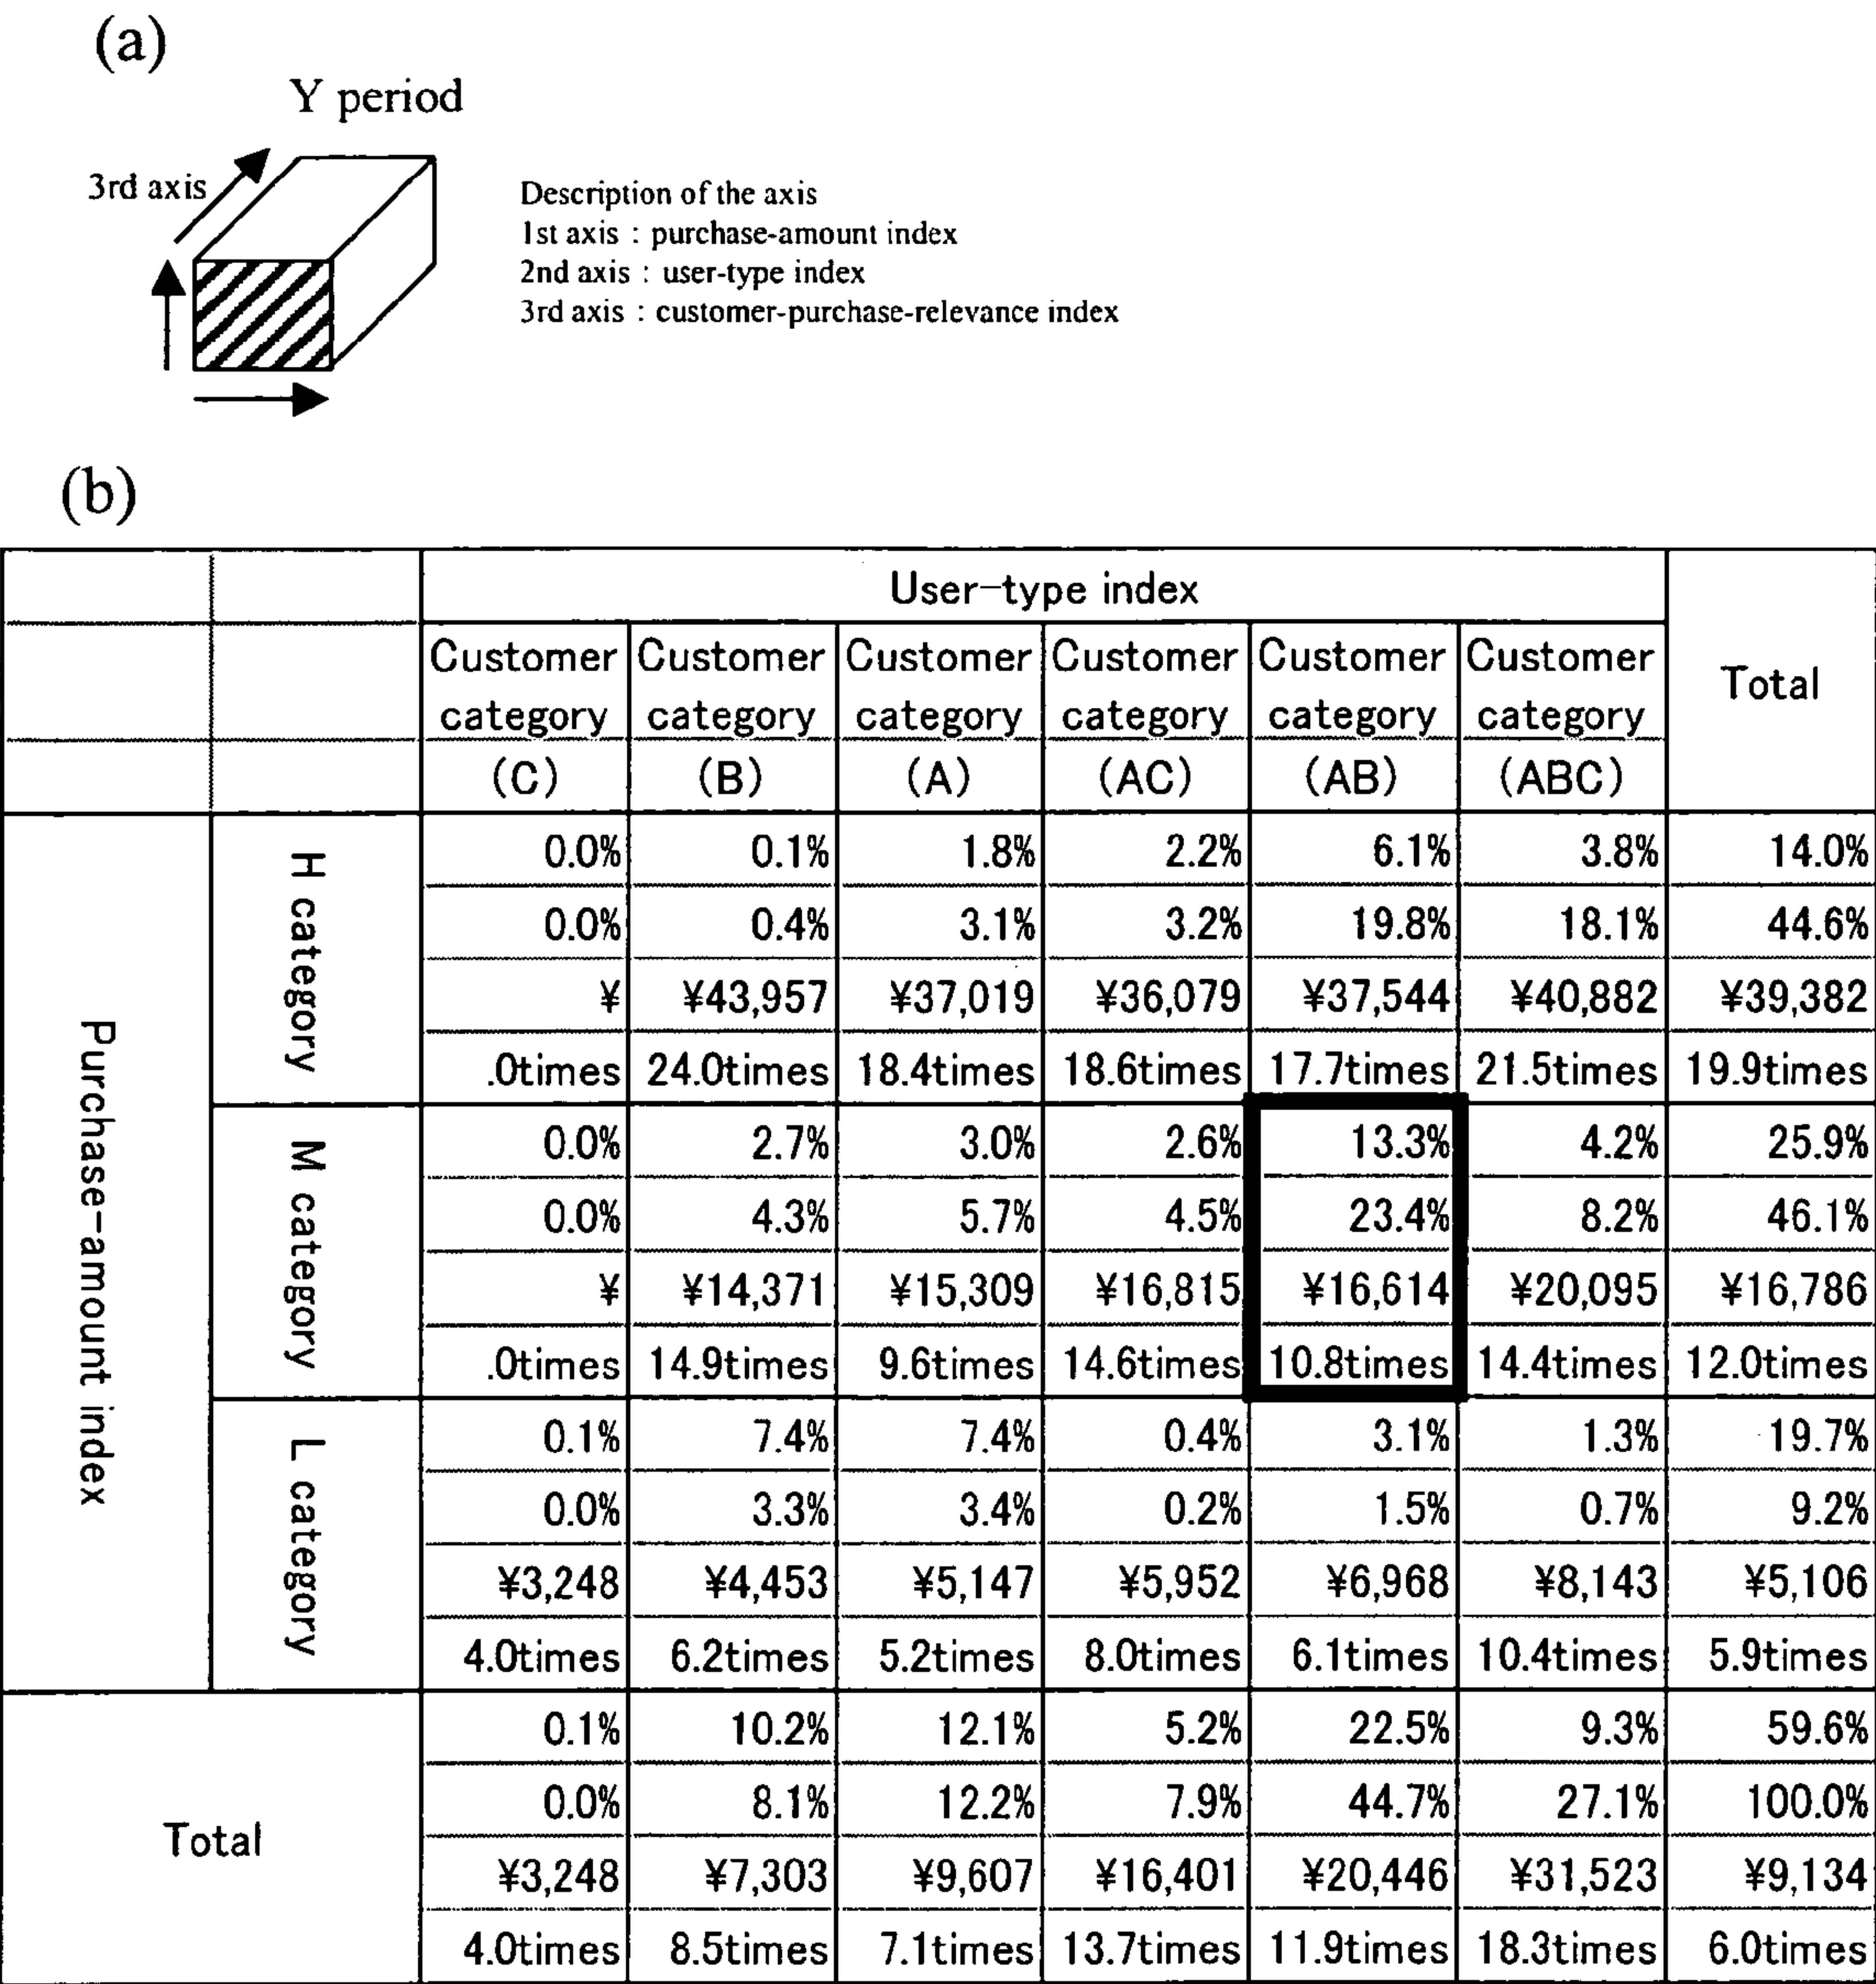 (a)
Y period
3rd axis
Description of the axis
1st axis : purchase-amount index
2nd axis : user-type index
3rd axis : customer-purchase-relevance index
(b)
User-type index
Customer category (C) Customer category (B) Customer category (A) Customer category (AC) Customer category (AB) Customer category (ABC) Total
Purchase-amount index
H category
0.0% 0.1% 1.8% 2.2% 6.1% 3.8% 14.0%
0.0% 0.4% 3.1% 3.2% 19.8% 18.1% 44.6%
¥ ¥43,957 ¥37,019 ¥36,079 ¥37,544 ¥40,882 ¥39,382
.0times 24.0times 18.4times 18.6times 17.7times 21.5times 19.9times
M category
0.0% 2.7% 3.0% 2.6% 13.3% 4.2% 25.9%
0.0% 4.3% 5.7% 4.5% 23.4% 8.2% 46.1%
¥ ¥14,371 ¥15,309 ¥16,815 ¥16,614 ¥20,095 ¥16,786
.0times 14.9times 9.6times 14.6times 10.8times 14.4times 12.0times
L category
0.1% 7.4% 7.4% 0.4% 3.1% 1.3% 19.7%
0.0% 3.3% 3.4% 0.2% 1.5% 0.7% 9.2%
¥3,248 ¥4,453 ¥5,147 ¥5,952 ¥6,968 ¥8,143 ¥5,106
4.0times 6.2times 5.2times 8.0times 6.1times 10.4times 5.9times
Total
0.1% 10.2% 12.1% 5.2% 22.5% 9.3% 59.6%
0.0% 8.1% 12.2% 7.9% 44.7% 27.1% 100.0%
¥3,248 ¥7,303 ¥9,607 ¥16,401 ¥20,446 ¥31,523 ¥9,134
4.0times 8.5times 7.1times 13.7times 11.9times 18.3times 6.0times